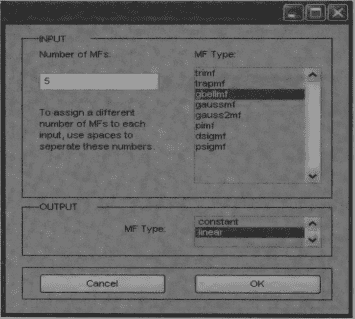 INPUT
Number of MFs:
5
To assign a different
number of MFs to each
input, use spaces to
seperate these numbers
MF Type:
trimf
trapmf
gbellmf
gaussmf
gauss2mf
pimf
dsigmf
psigmf
OUTPUT
MF Type:
constant
linear
Cancel
OK